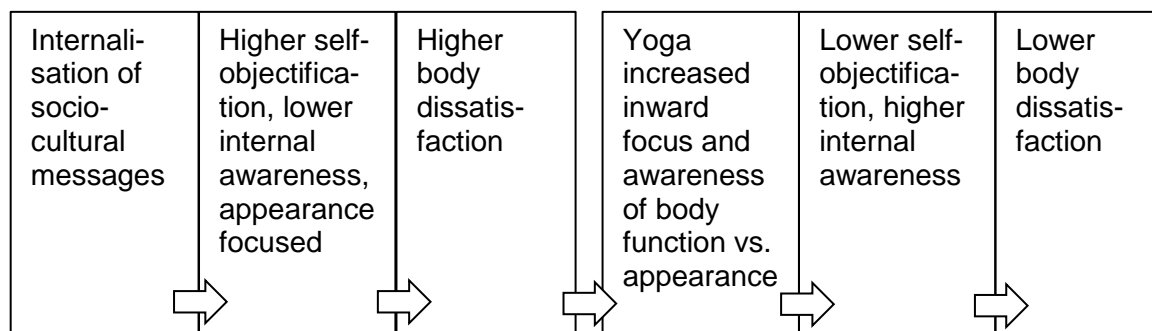 Internali-
sation of
socio-
cultural
messages
Higher self-
objectifica-
tion, lower
internal
awareness,
appearance
focused
Higher
body
dissatis-
faction
Yoga
increased
inward
focus and
awareness
of body
function vs.
appearance
Lower self-
objectifica-
tion, higher
internal
awareness
Lower
body
dissatis-
faction